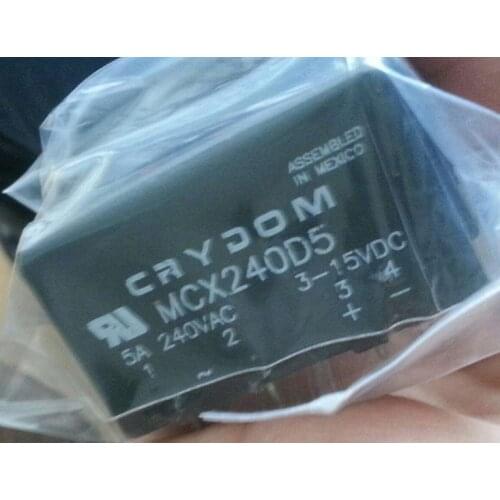 ASSEMBLED
IN MEXICO
CRYDOM
MCX240D5
5A 240VAC 3-15VDC
1 ~ 2 3 4
+ -